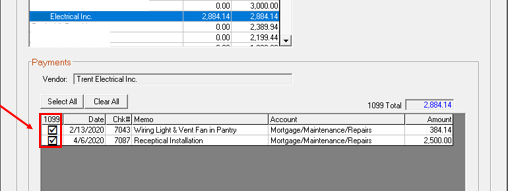 0.00 3,000.00
Electrical Inc. 2,884.14 2,884.14
0.00 2,389.94
0.00 2,199.44
Payments
Vendor: Trent Electrical Inc.
Select All Clear All 1099 Total 2,884.14
1099 Date Chk# Memo Account Amount
2/13/2020 7043 Wiring Light & Vent Fan in Pantry Mortgage/Maintenance/Repairs 384.14
4/6/2020 7087 Receptical Installation Mortgage/Maintenance/Repairs 2,500.00